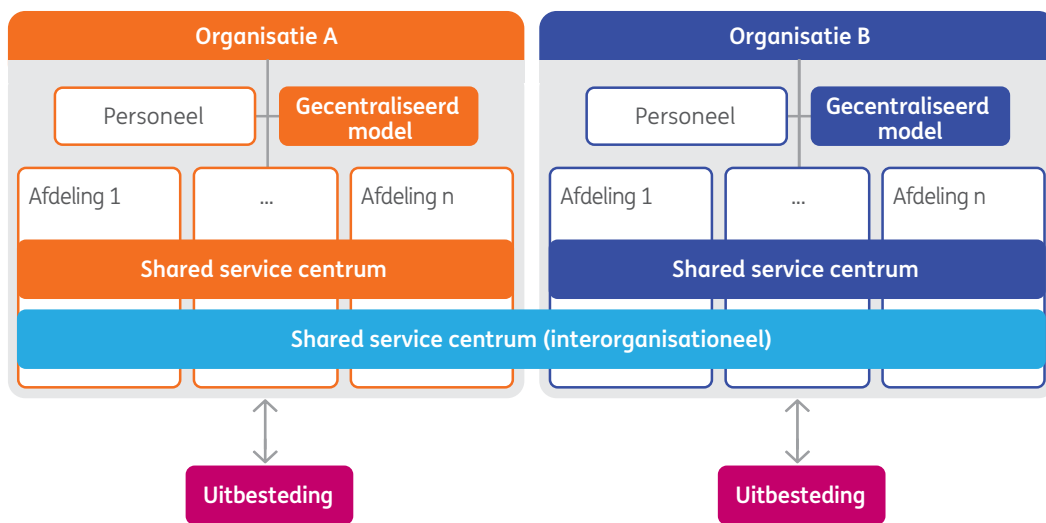 Organisatie A
Organisatie B
Personeel
Gecentraliseerd
model
Personeel
Gecentraliseerd
model
Afdeling 1
...
Afdeling n
Afdeling 1
...
Afdeling n
Shared service centrum
Shared service centrum
Shared service centrum (interorganisationeel)
Uitbesteding
Uitbesteding